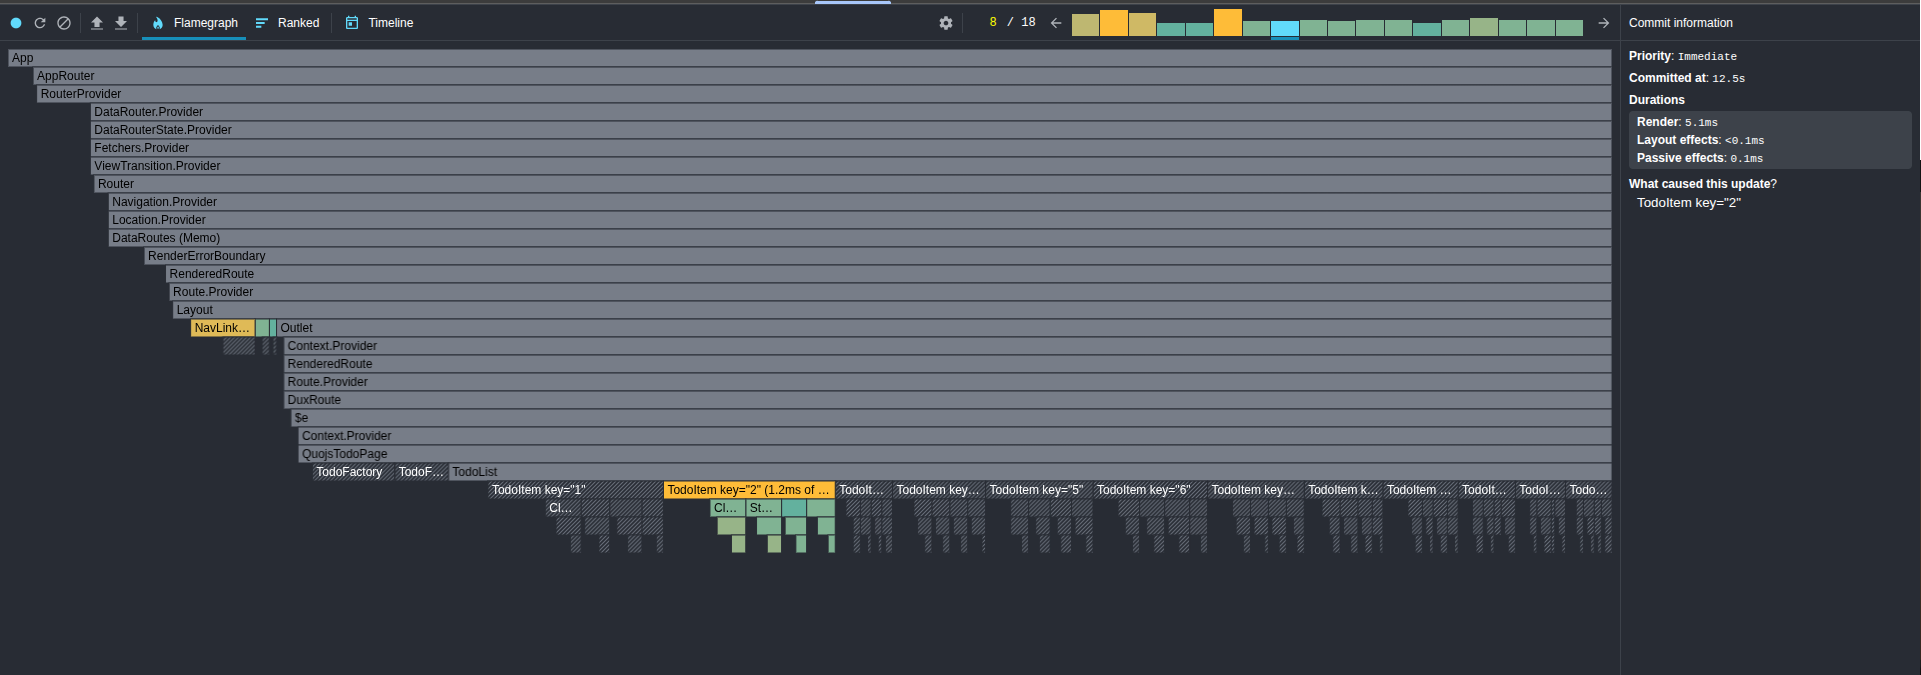 Flamegraph Ranked Timeline 8 / 18 Commit information
App
AppRouter
RouterProvider
DataRouter.Provider
DataRouterState.Provider
Fetchers.Provider
ViewTransition.Provider
Router
Navigation.Provider
Location.Provider
DataRoutes (Memo)
RenderErrorBoundary
RenderedRoute
Route.Provider
Layout
NavLink… Outlet
Context.Provider
RenderedRoute
Route.Provider
DuxRoute
$e
Context.Provider
QuojsTodoPage
TodoFactory TodoF… TodoList
TodoItem key="1" TodoItem key="2" (1.2ms of … TodoIt… TodoItem key… TodoItem key="5" TodoItem key="6" TodoItem key… TodoItem k… TodoItem … TodoIt… TodoI… Todo…
Cl… Cl… St…
Priority: Immediate
Committed at: 12.5s
Durations
Render: 5.1ms
Layout effects: <0.1ms
Passive effects: 0.1ms
What caused this update?
TodoItem key="2"